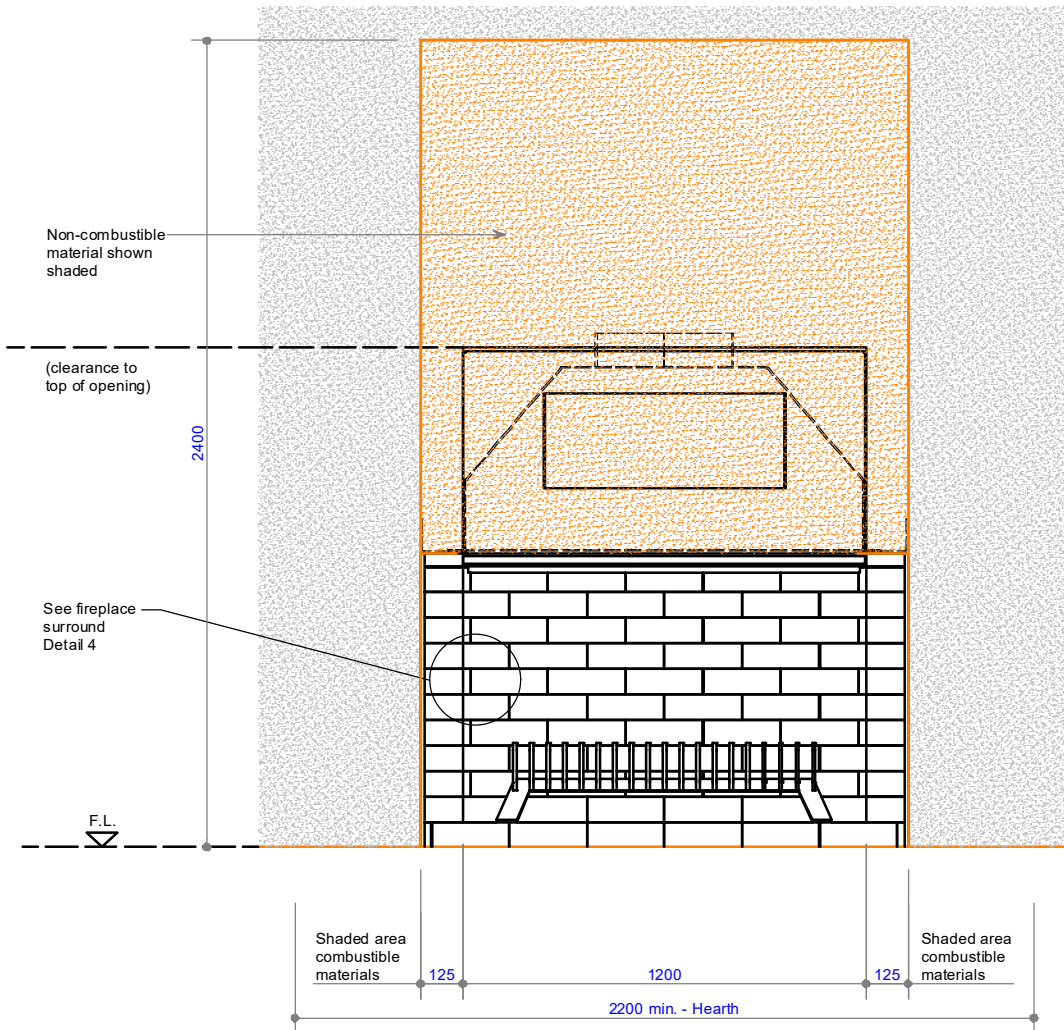 Non-combustible
material shown
shaded
(clearance to
top of opening)
2400
See fireplace
surround
Detail 4
F.L.
Shaded area
combustible
materials
125
1200
125
Shaded area
combustible
materials
2200 min. - Hearth